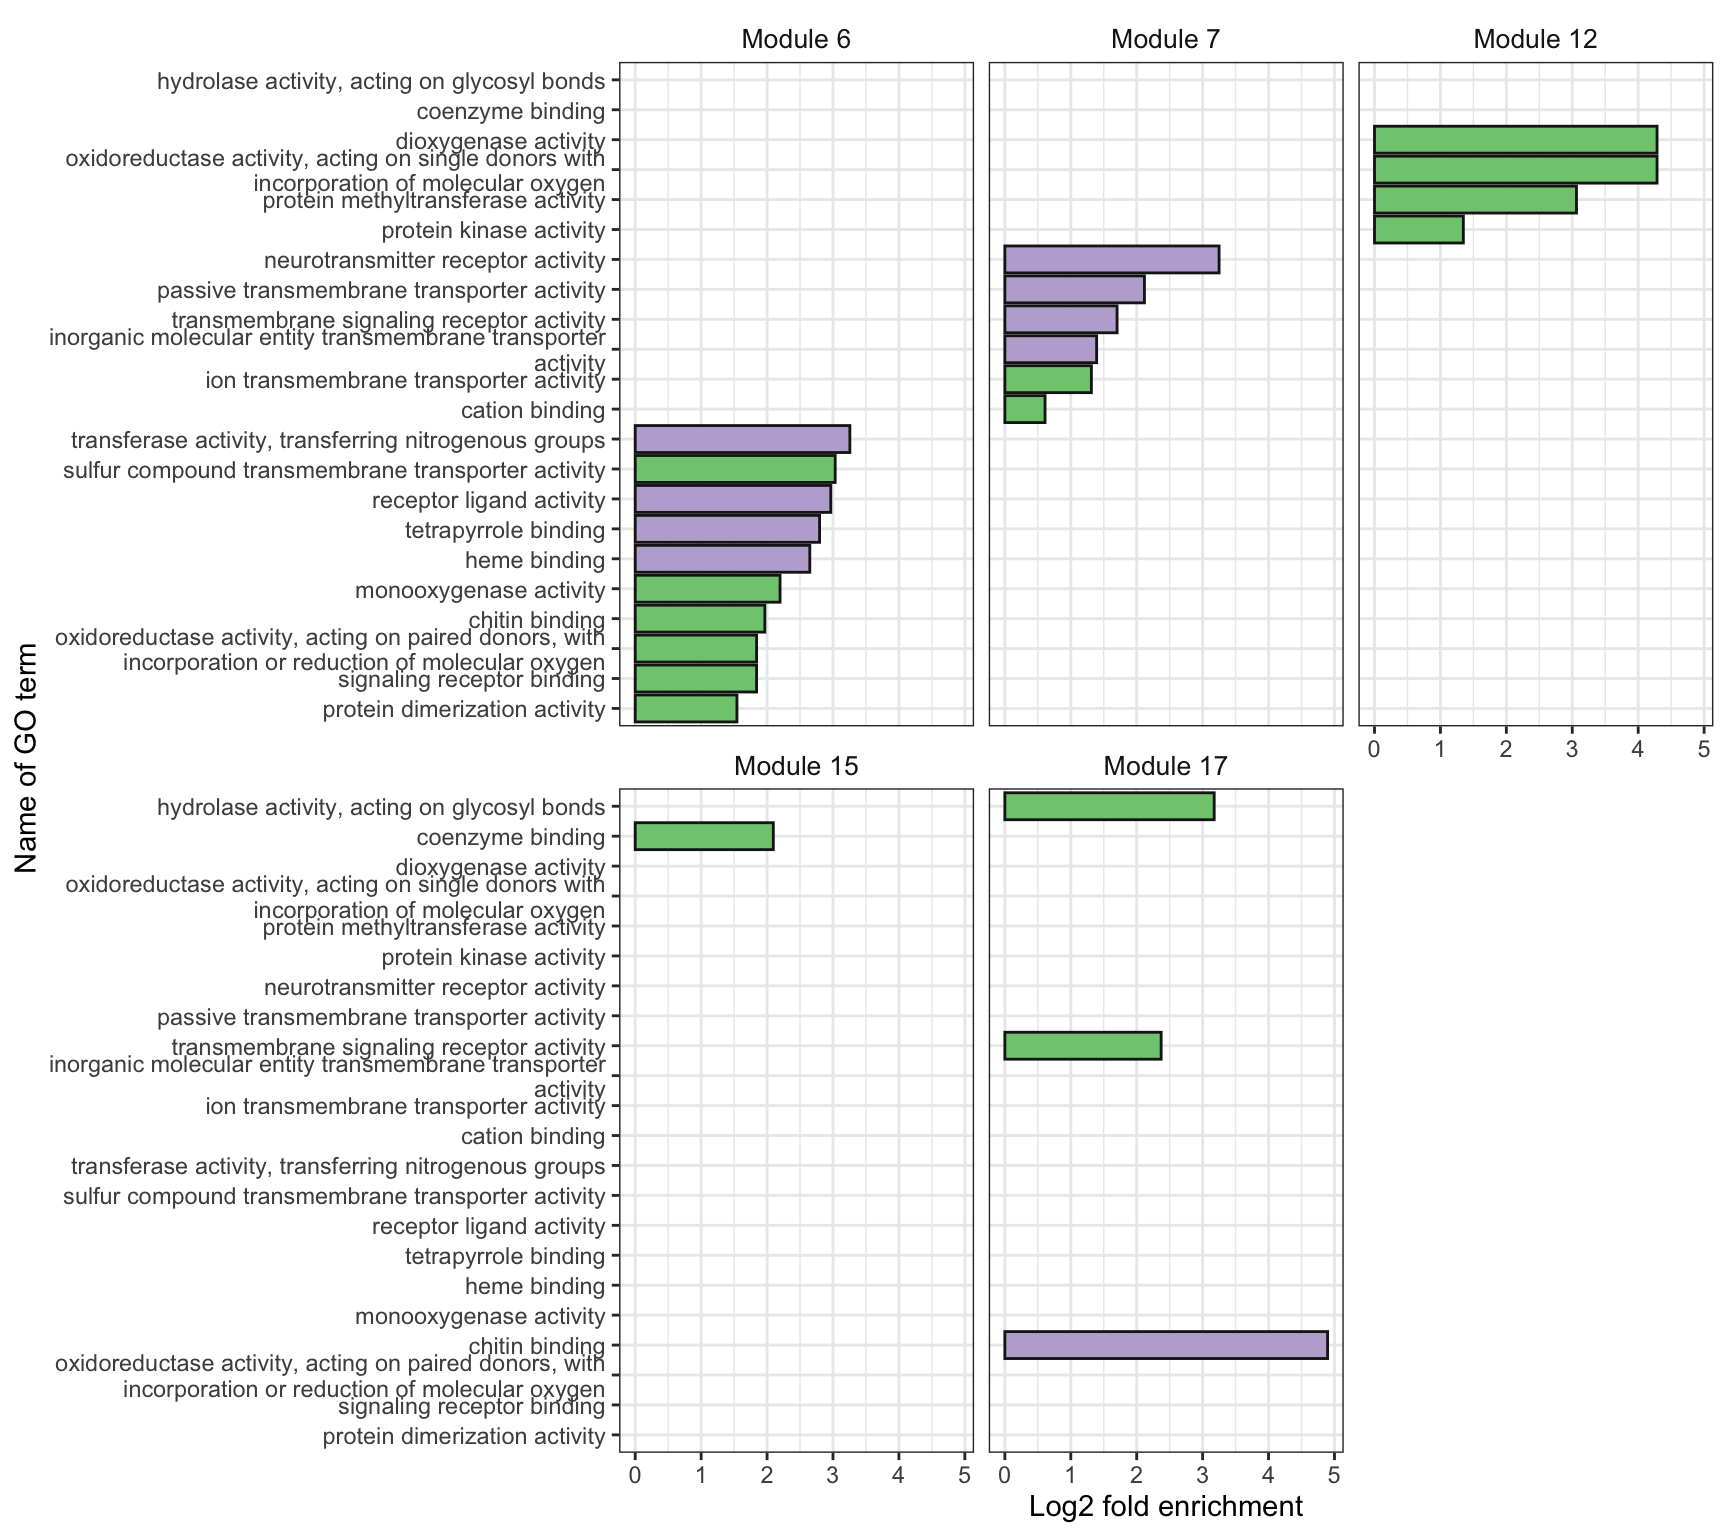 Module 6
Module 7
Module 12
hydrolase activity, acting on glycosyl bonds
coenzyme binding
dioxygenase activity
oxidoreductase activity, acting on single donors with
incorporation of molecular oxygen
protein methyltransferase activity
protein kinase activity
neurotransmitter receptor activity
passive transmembrane transporter activity
transmembrane signaling receptor activity
inorganic molecular entity transmembrane transporter
activity
ion transmembrane transporter activity
cation binding
transferase activity, transferring nitrogenous groups
sulfur compound transmembrane transporter activity
receptor ligand activity
tetrapyrrole binding
heme binding
monooxygenase activity
chitin binding
oxidoreductase activity, acting on paired donors, with
incorporation or reduction of molecular oxygen
signaling receptor binding
protein dimerization activity
0 1 2 3 4 5
Name of GO term
Module 15
Module 17
hydrolase activity, acting on glycosyl bonds
coenzyme binding
dioxygenase activity
oxidoreductase activity, acting on single donors with
incorporation of molecular oxygen
protein methyltransferase activity
protein kinase activity
neurotransmitter receptor activity
passive transmembrane transporter activity
transmembrane signaling receptor activity
inorganic molecular entity transmembrane transporter
activity
ion transmembrane transporter activity
cation binding
transferase activity, transferring nitrogenous groups
sulfur compound transmembrane transporter activity
receptor ligand activity
tetrapyrrole binding
heme binding
monooxygenase activity
chitin binding
oxidoreductase activity, acting on paired donors, with
incorporation or reduction of molecular oxygen
signaling receptor binding
protein dimerization activity
0 1 2 3 4 5
0 1 2 3 4 5
Log2 fold enrichment